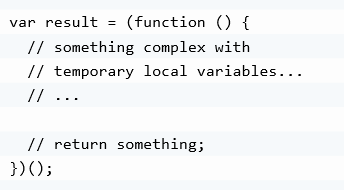 var result = (function () {
  // something complex with
  // temporary local variables...
  // ...

  // return something;
})();